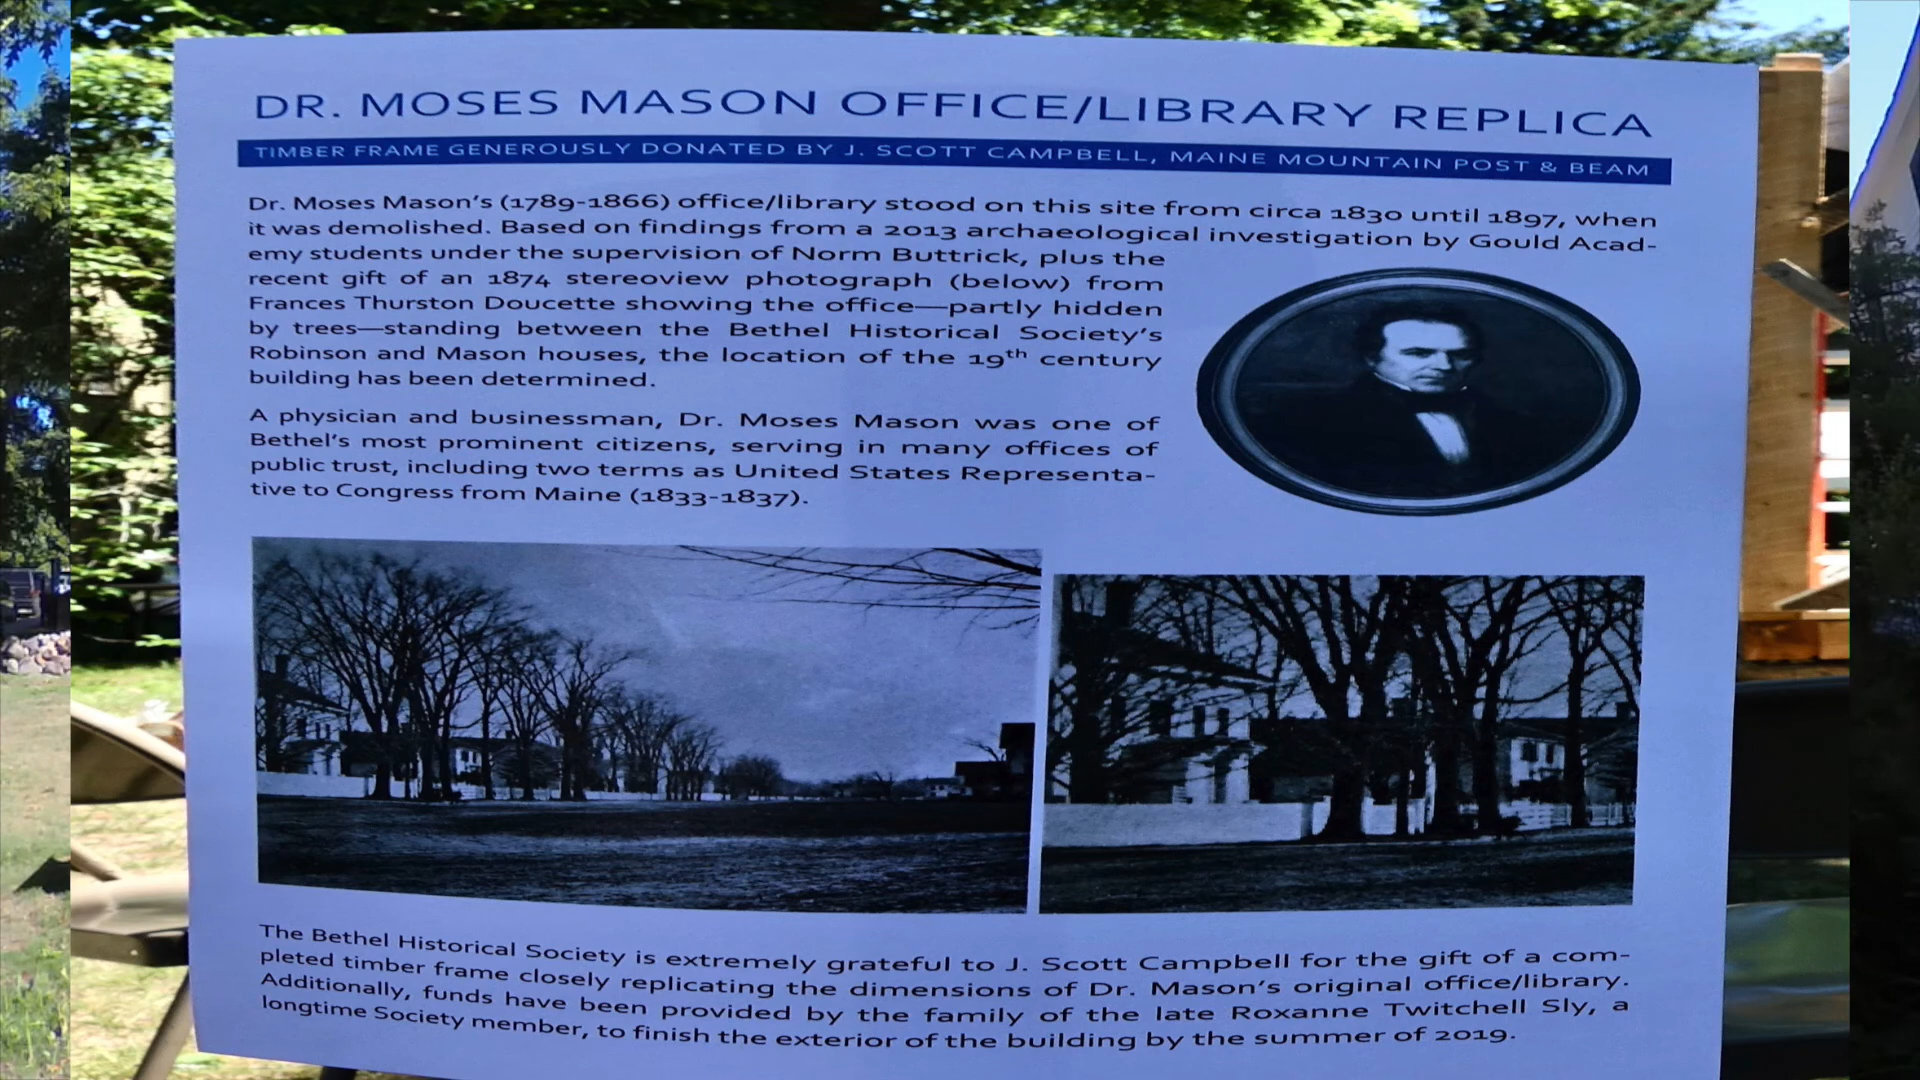 DR. MOSES MASON OFFICE/LIBRARY REPLICA
TIMBER FRAME GENEROUSLY DONATED BY J. SCOTT CAMPBELL, MAINE MOUNTAIN POST & BEAM
Dr. Moses Mason's (1789-1866) office/library stood on this site from circa 1830 until 1897, when
it was demolished. Based on findings from a 2013 archaeological investigation by Gould Acad-
emy students under the supervision of Norm Buttrick, plus the
recent gift of an 1874 stereoview photograph (below) from
Frances Thurston Doucette showing the office—partly hidden
by trees—standing between the Bethel Historical Society's
Robinson and Mason houses, the location of the 19th century
building has been determined.
A physician and businessman, Dr. Moses Mason was one of
Bethel's most prominent citizens, serving in many offices of
public trust, including two terms as United States Representa-
tive to Congress from Maine (1833-1837).
The Bethel Historical Society is extremely grateful to J. Scott Campbell for the gift of a com-
pleted timber frame closely replicating the dimensions of Dr. Mason's original office/library.
Additionally, funds have been provided by the family of the late Roxanne Twitchell Sly, a
longtime Society member, to finish the exterior of the building by the summer of 2019.